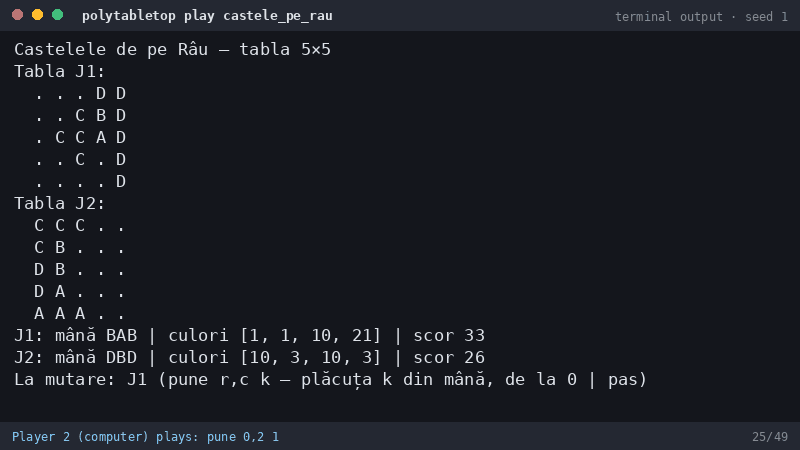 polytabletop play castele_pe_rau
terminal output · seed 1
Castelele de pe Râu — tabla 5×5
Tabla J1:
. . . D D
. . C B D
. C C A D
. . C . D
. . . . D
Tabla J2:
C C C . .
C B . . .
D B . . .
D A . . .
A A A . .
J1: mână BAB | culori [1, 1, 10, 21] | scor 33
J2: mână DBD | culori [10, 3, 10, 3] | scor 26
La mutare: J1 (pune r,c k — plăcuța k din mână, de la 0 | pas)
Player 2 (computer) plays: pune 0,2 1
25/49